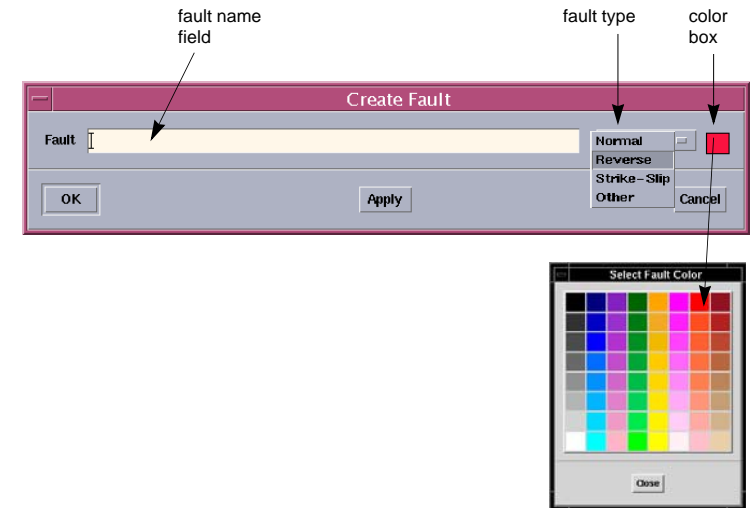 fault name
field
fault type
color
box
Create Fault
Fault
Normal
Reverse
Strike-Slip
Other
OK
Apply
Cancel
Select Fault Color
Close